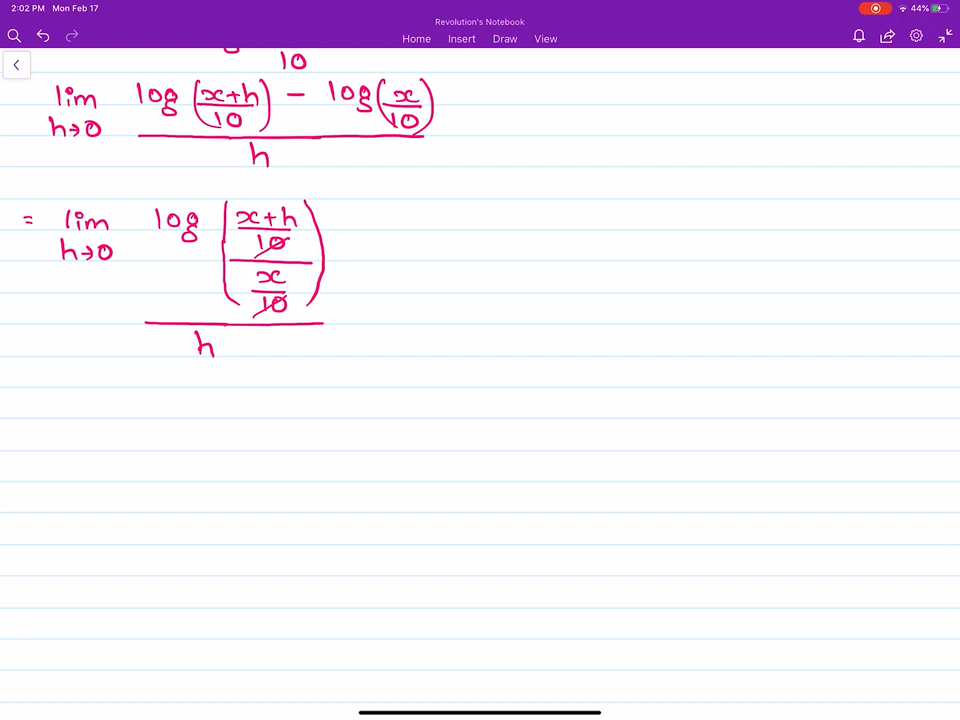 2:02 PM Mon Feb 17 44%
Revolution's Notebook
Home Insert Draw View
10
lim log (x+h/10) - log (x/10)
h→0 h
= lim log (x+h/10 / x/10)
h→0 h